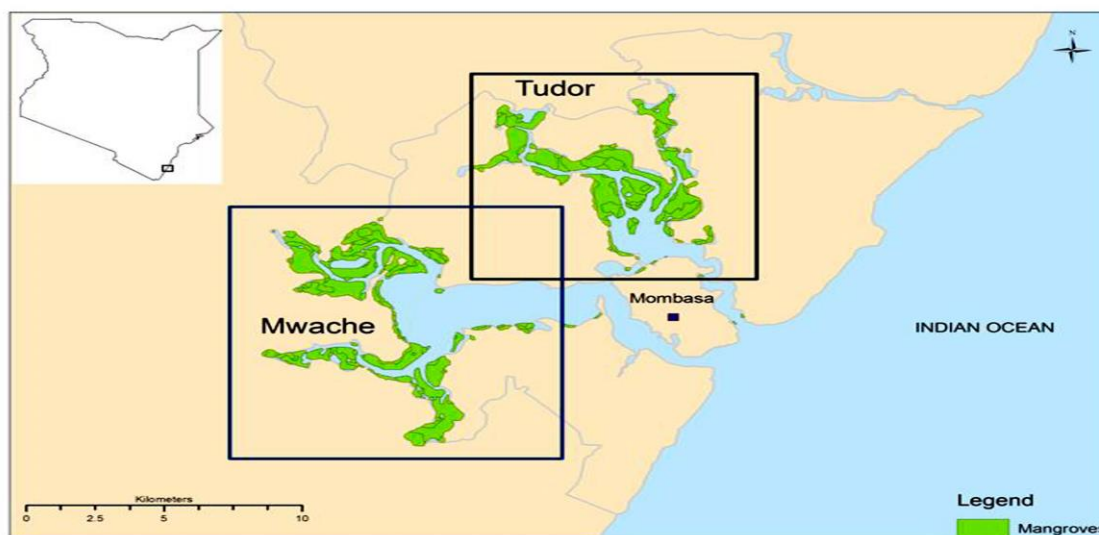 N
Tudor
Mwache
Mombasa
INDIAN OCEAN
Kilometers
0 2.5 5 10
Legend
Mangroves